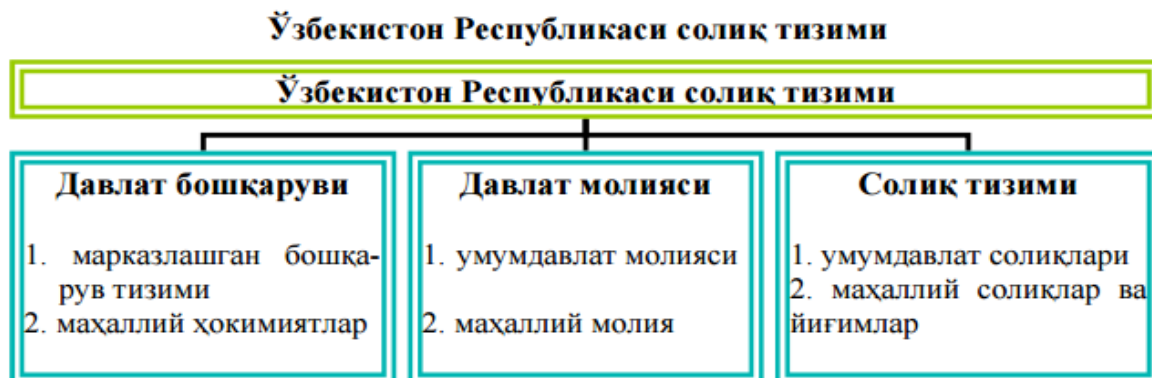 Ўзбекистон Республикаси солиқ тизими
Ўзбекистон Республикаси солиқ тизими
Давлат бошқаруви
1. марказлашган бошқа-
рув тизими
2. маҳаллий ҳокимиятлар
Давлат молияси
1. умумдавлат молияси
2. маҳаллий молия
Солиқ тизими
1. умумдавлат солиқлари
2. маҳаллий солиқлар ва
йиғимлар